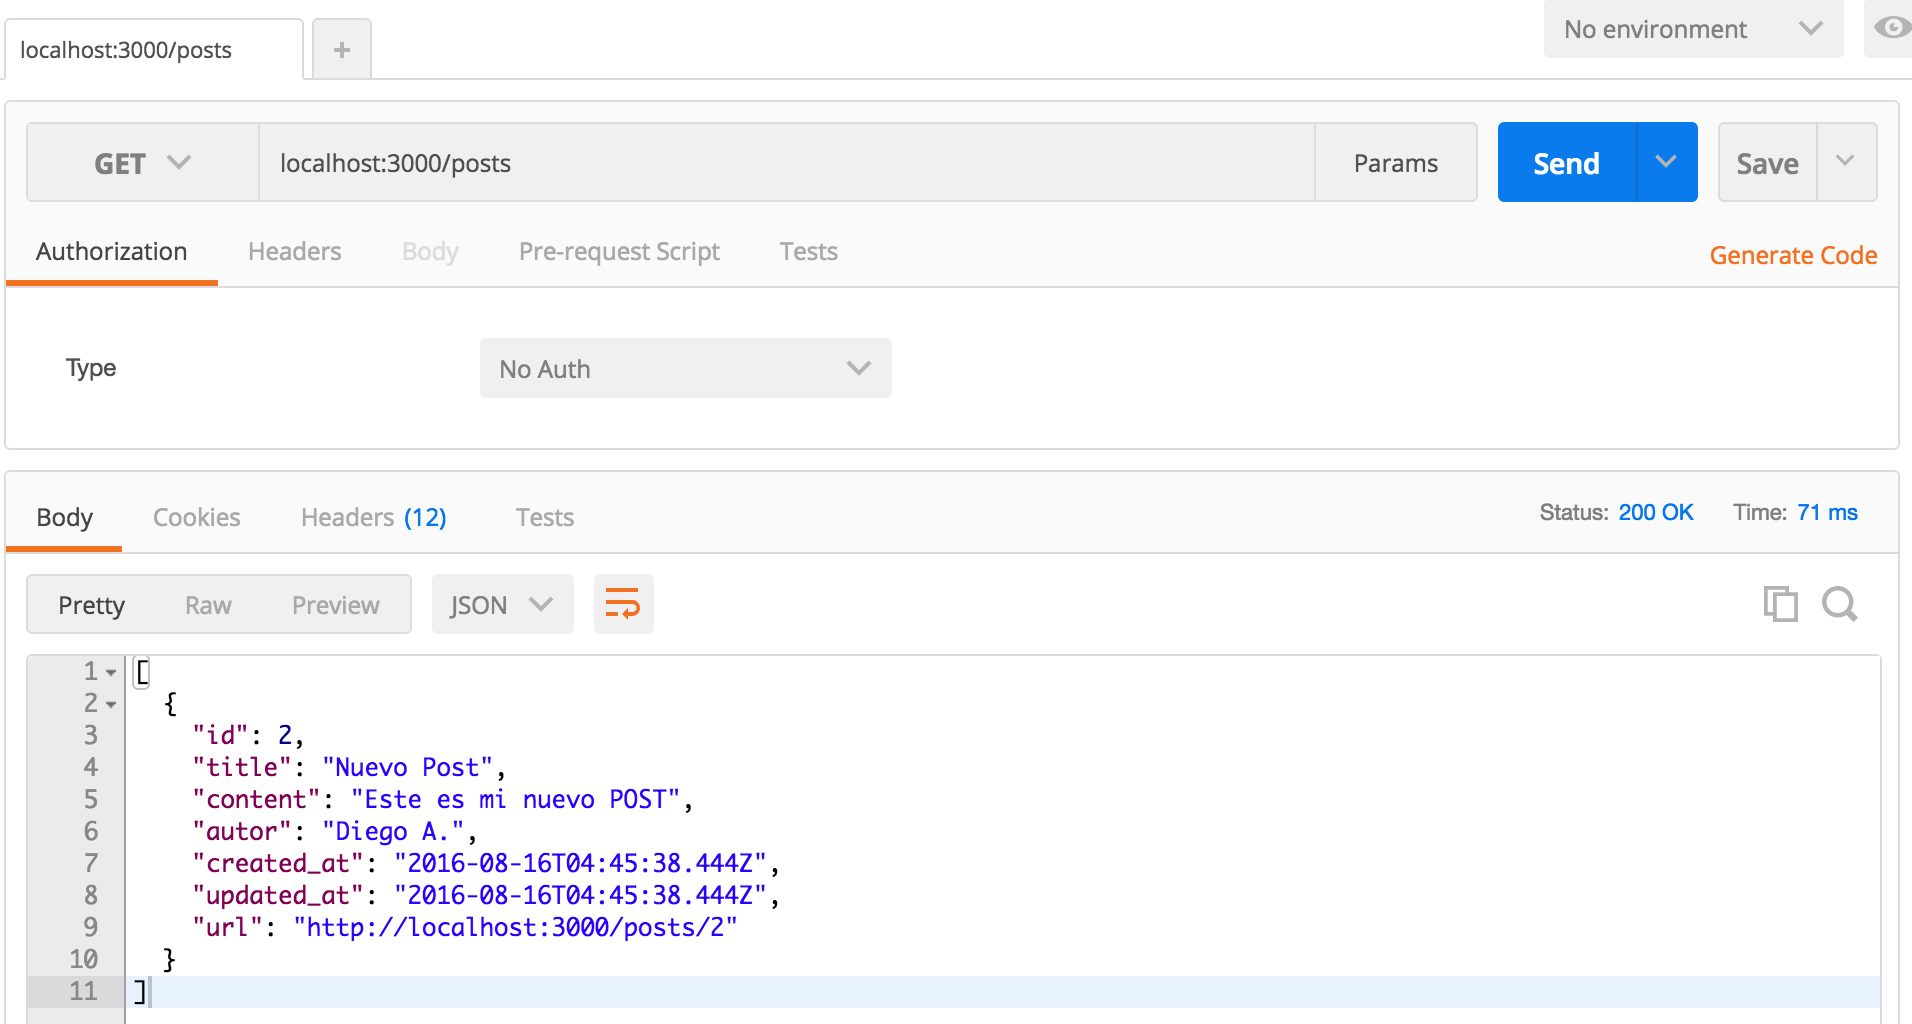 localhost:3000/posts + No environment
GET localhost:3000/posts Params Send Save
Authorization Headers Body Pre-request Script Tests Generate Code
Type No Auth
Body Cookies Headers (12) Tests Status: 200 OK Time: 71 ms
Pretty Raw Preview JSON
1 [
2 {
3 "id": 2,
4 "title": "Nuevo Post",
5 "content": "Este es mi nuevo POST",
6 "autor": "Diego A.",
7 "created_at": "2016-08-16T04:45:38.444Z",
8 "updated_at": "2016-08-16T04:45:38.444Z",
9 "url": "http://localhost:3000/posts/2"
10 }
11 ]